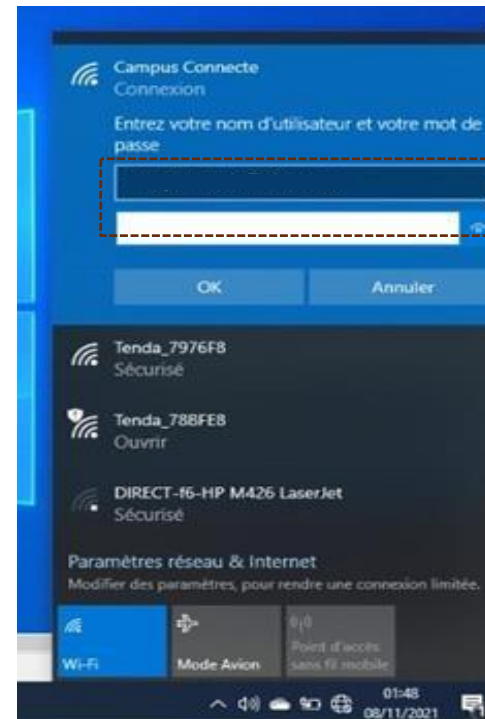 Campus Connecte
Connexion
Entrez votre nom d'utilisateur et votre mot de
passe
OK Annuler
Tenda_7976F8
Sécurisé
Tenda_788FE8
Ouvrir
DIRECT-f6-HP M426 LaserJet
Sécurisé
Paramètres réseau & Internet
Modifier des paramètres, pour rendre une connexion limitée.
Wi-Fi Mode Avion Point d'accès
sans fil mobile
01:48
08/11/2021